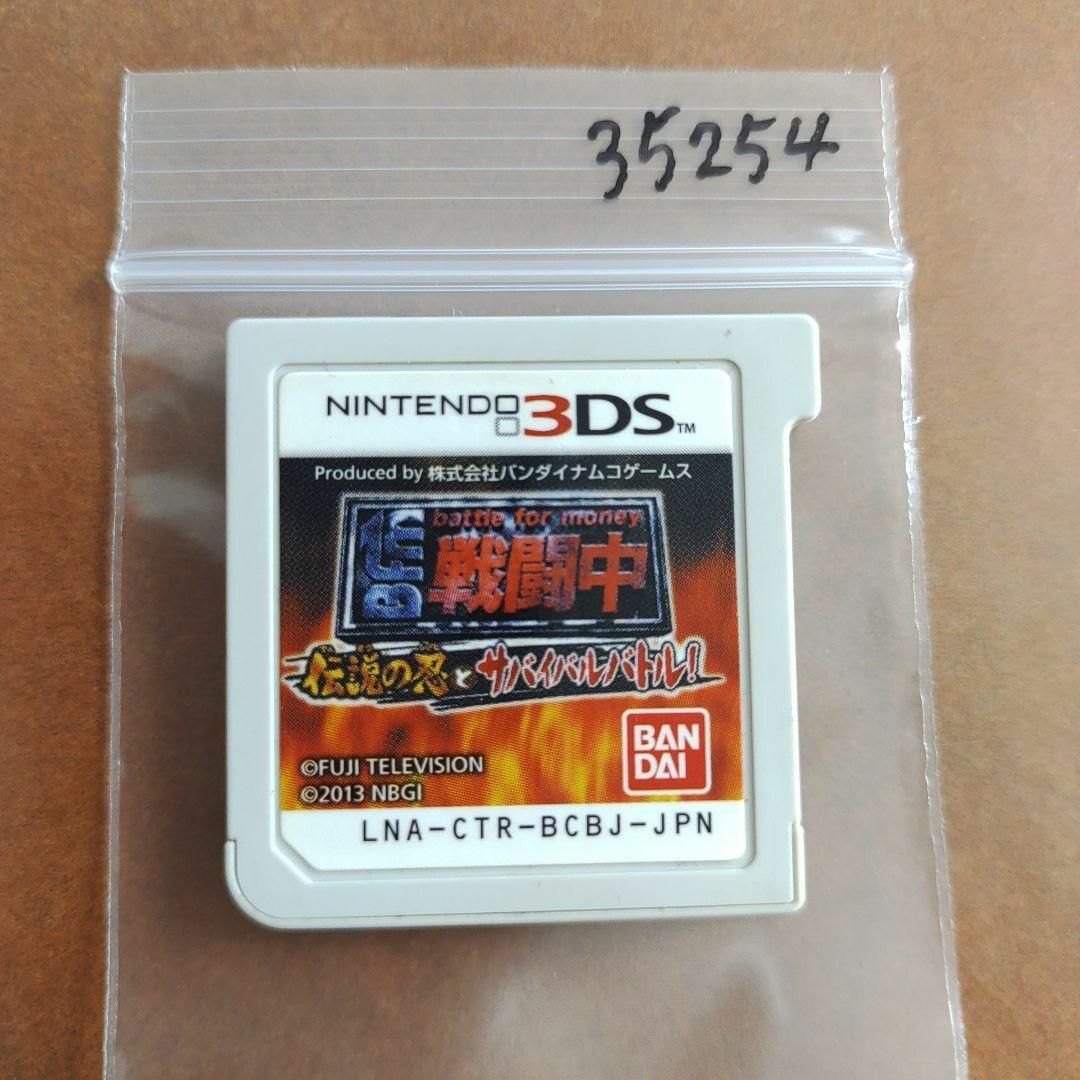 35254
NINTENDO 3DS™
Produced by 株式会社バンダイナムコゲームス
Bfm
battle for money
戦闘中
伝説の忍とサバイバルバトル!
©FUJI TELEVISION
©2013 NBGI
BAN
DAI
LNA-CTR-BCBJ-JPN